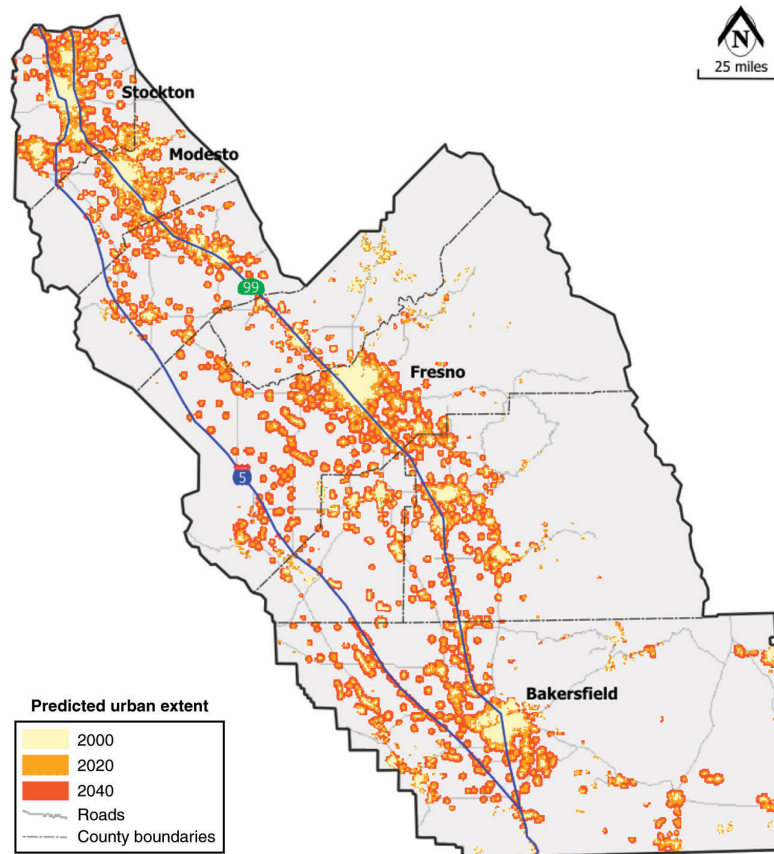 N
25 miles
Stockton
Modesto
99
Fresno
5
Bakersfield
Predicted urban extent
2000
2020
2040
Roads
County boundaries